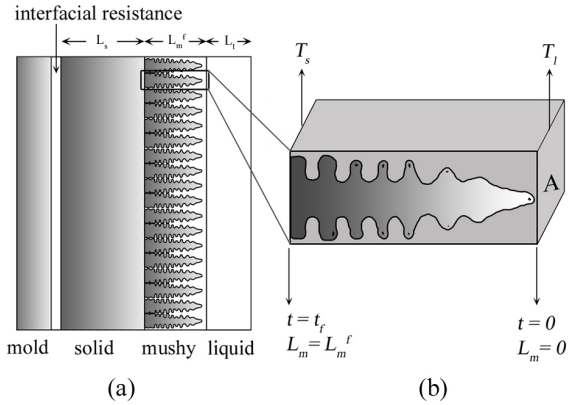 interfacial resistance
L_s
L_m^f
L_l
T_s
T_l
A
t = t_f
L_m = L_m^f
t = 0
L_m = 0
mold
solid
mushy
liquid
(a)
(b)